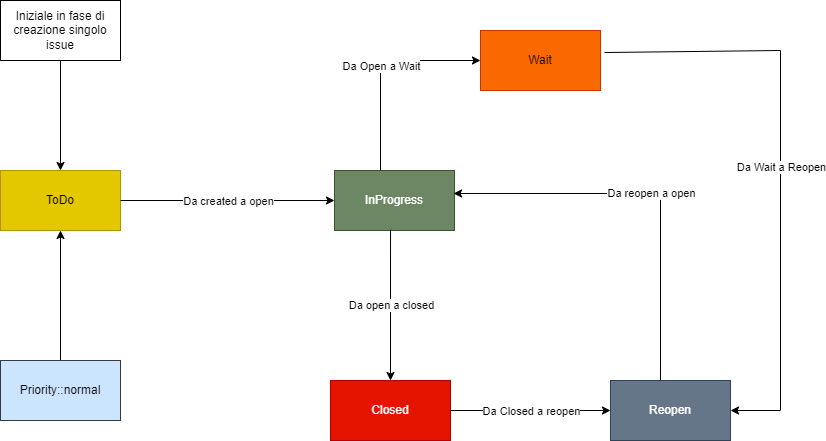 Iniziale in fase di
creazione singolo
issue
Da Open a Wait
Wait
Da Wait a Reopen
ToDo
Da created a open
InProgress
Da reopen a open
Da open a closed
Priority::normal
Closed
Da Closed a reopen
Reopen